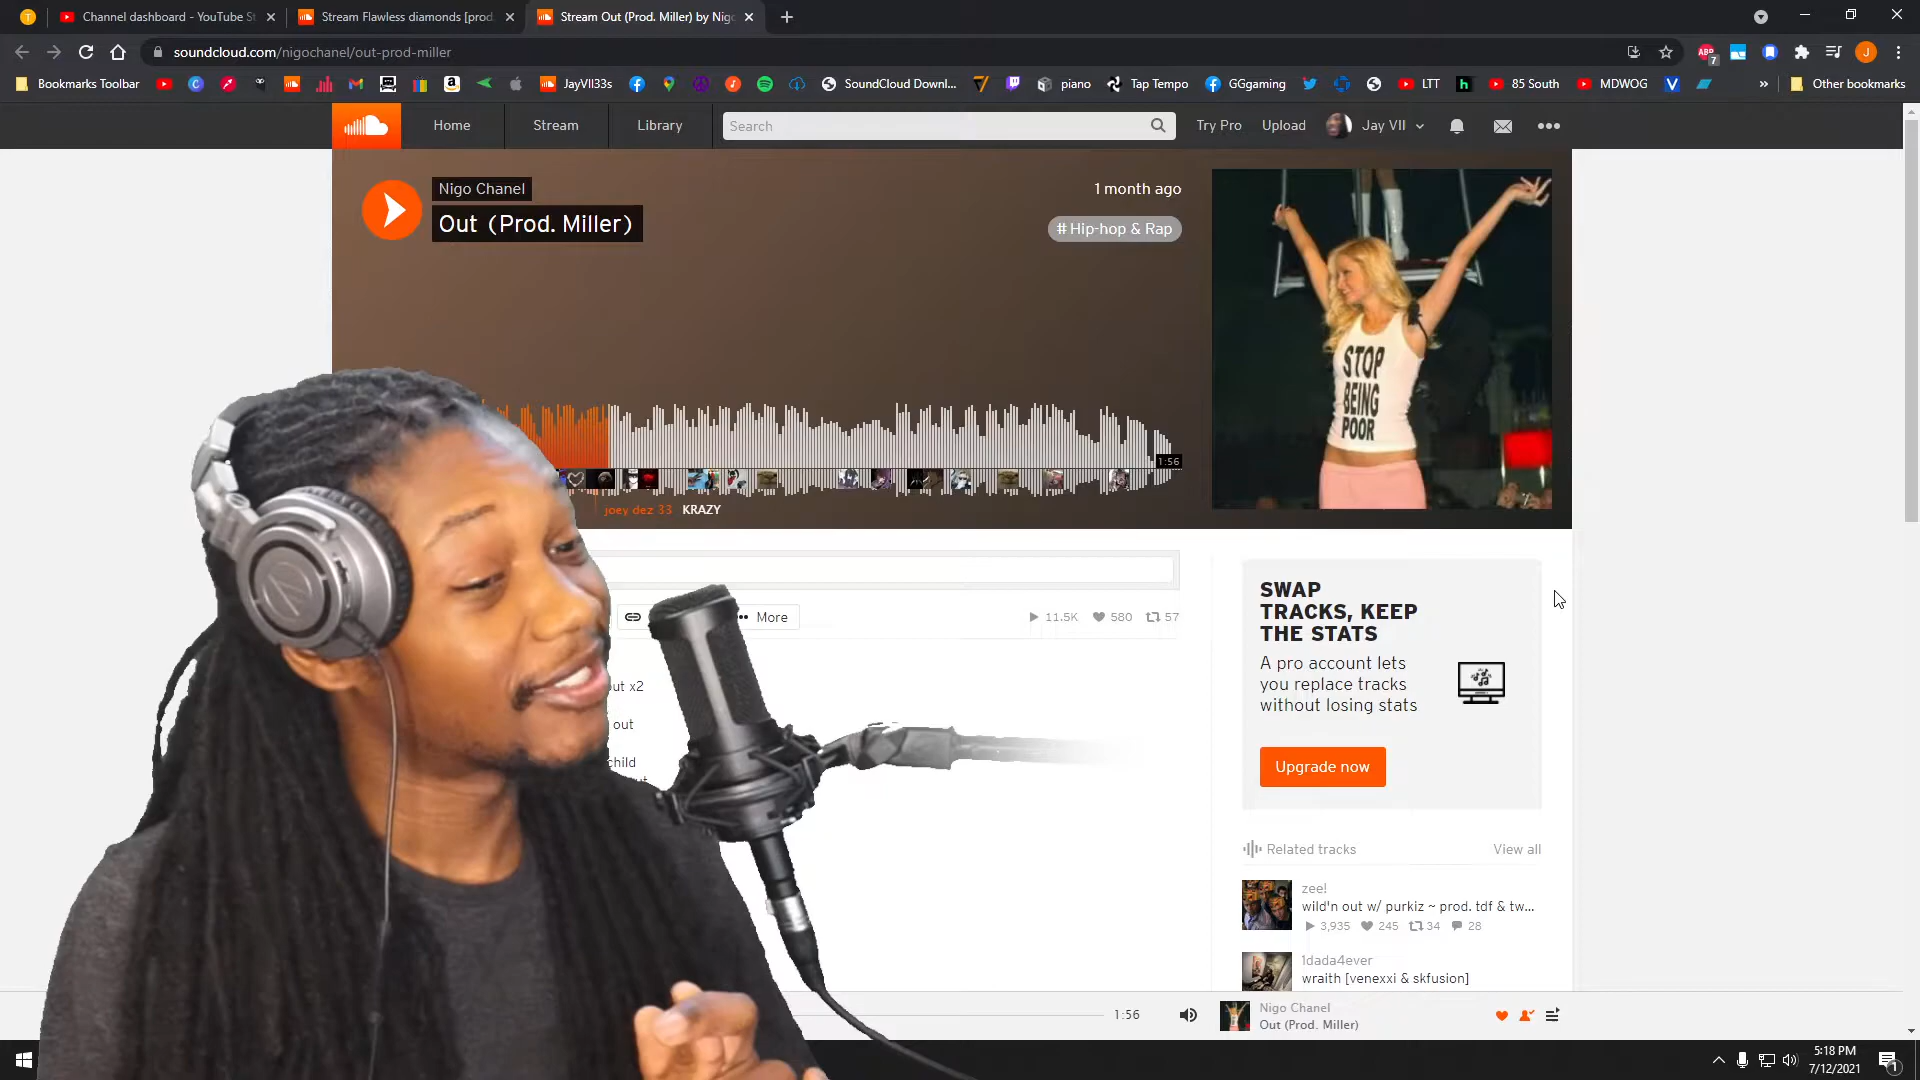 Channel dashboard - YouTube St
Stream Flawless diamonds [prod.
Stream Out (Prod. Miller) by Nigo
soundcloud.com/nigochanel/out-prod-miller
7
J
Bookmarks Toolbar
JayVII33s
SoundCloud Downl...
piano
Tap Tempo
GGgaming
LTT
85 South
MDWOG
»
Other bookmarks
Home
Stream
Library
Search
Try Pro
Upload
Jay VII
Nigo Chanel
Out (Prod. Miller)
1 month ago
# Hip-hop & Rap
STOP
BEING
POOR
1:56
joey dez 33 KRAZY
More
11.5K
580
57
out x2
out
child
SWAP
TRACKS, KEEP
THE STATS
A pro account lets
you replace tracks
without losing stats
Upgrade now
Related tracks
View all
zee!
wild'n out w/ purkiz ~ prod. tdf & tw...
3,935 245 34 28
1dada4ever
wraith [venexxi & skfusion]
1:56
Nigo Chanel
Out (Prod. Miller)
5:18 PM
7/12/2021
1